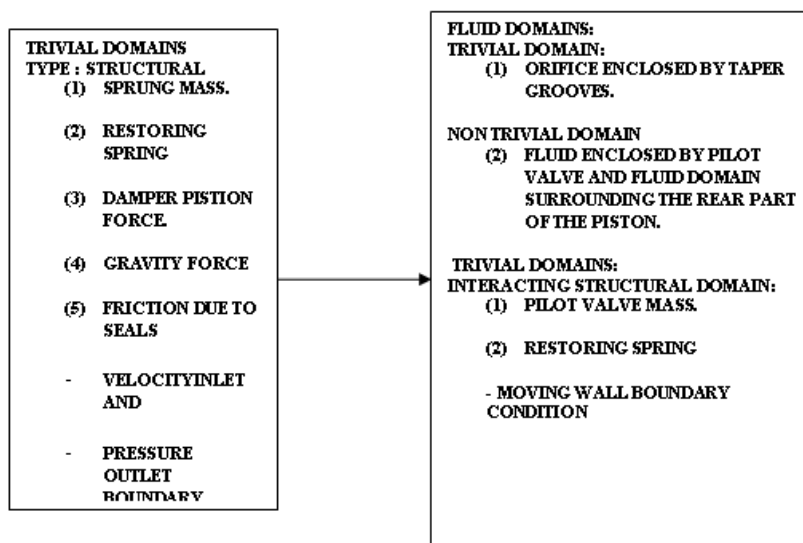 TRIVIAL DOMAINS
TYPE : STRUCTURAL
(1) SPRUNG MASS.
(2) RESTORING
SPRING
(3) DAMPER PISTION
FORCE.
(4) GRAVITY FORCE
(5) FRICTION DUE TO
SEALS
- VELOCITYINLET
AND
- PRESSURE
OUTLET
BOUNDARY
FLUID DOMAINS:
TRIVIAL DOMAIN:
(1) ORIFICE ENCLOSED BY TAPER
GROOVES.
NON TRIVIAL DOMAIN
(2) FLUID ENCLOSED BY PILOT
VALVE AND FLUID DOMAIN
SURROUNDING THE REAR PART
OF THE PISTON.
TRIVIAL DOMAINS:
INTERACTING STRUCTURAL DOMAIN:
(1) PILOT VALVE MASS.
(2) RESTORING SPRING
- MOVING WALL BOUNDARY
CONDITION